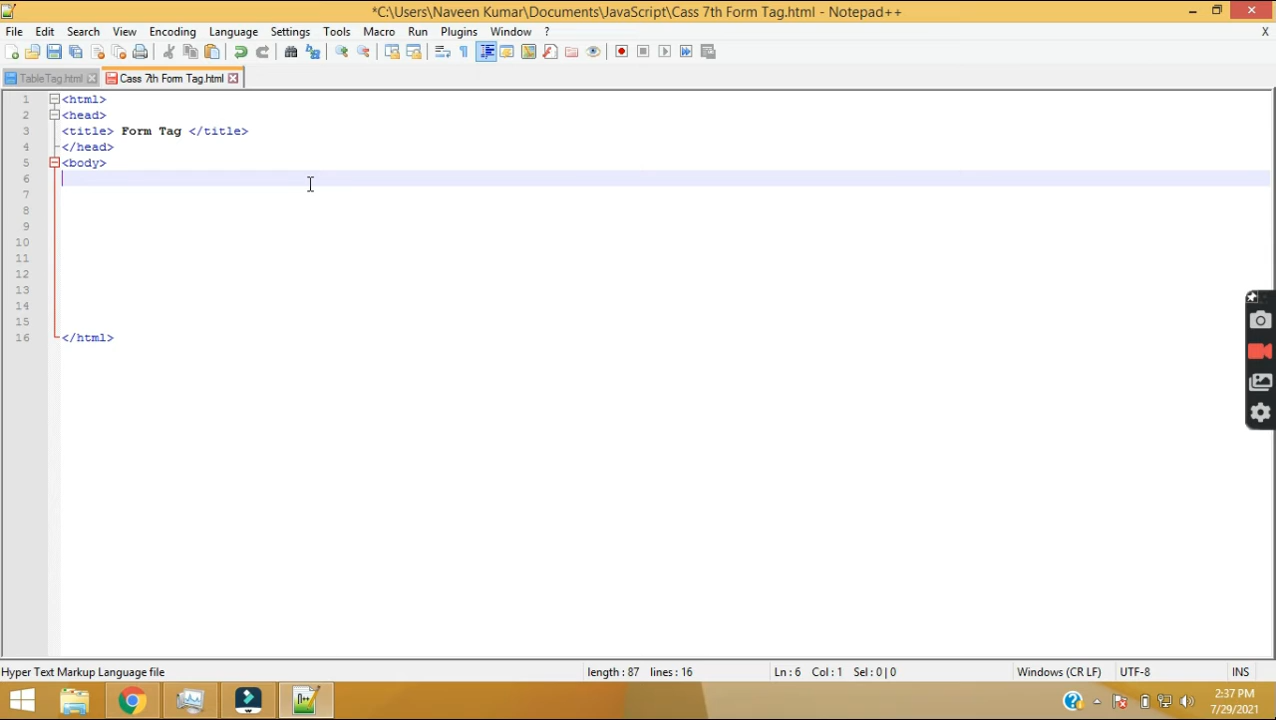 *C:\Users\Naveen Kumar\Documents\JavaScript\Cass 7th Form Tag.html - Notepad++
File Edit Search View Encoding Language Settings Tools Macro Run Plugins Window ? X
TableTag.html Cass 7th Form Tag.html
1 <html>
2 <head>
3 <title> Form Tag </title>
4 </head>
5 <body>
6
7
8
9
10
11
12
13
14
15
16 </html>
Hyper Text Markup Language file length : 87 lines : 16 Ln : 6 Col : 1 Sel : 0 | 0 Windows (CR LF) UTF-8 INS
2:37 PM
7/29/2021